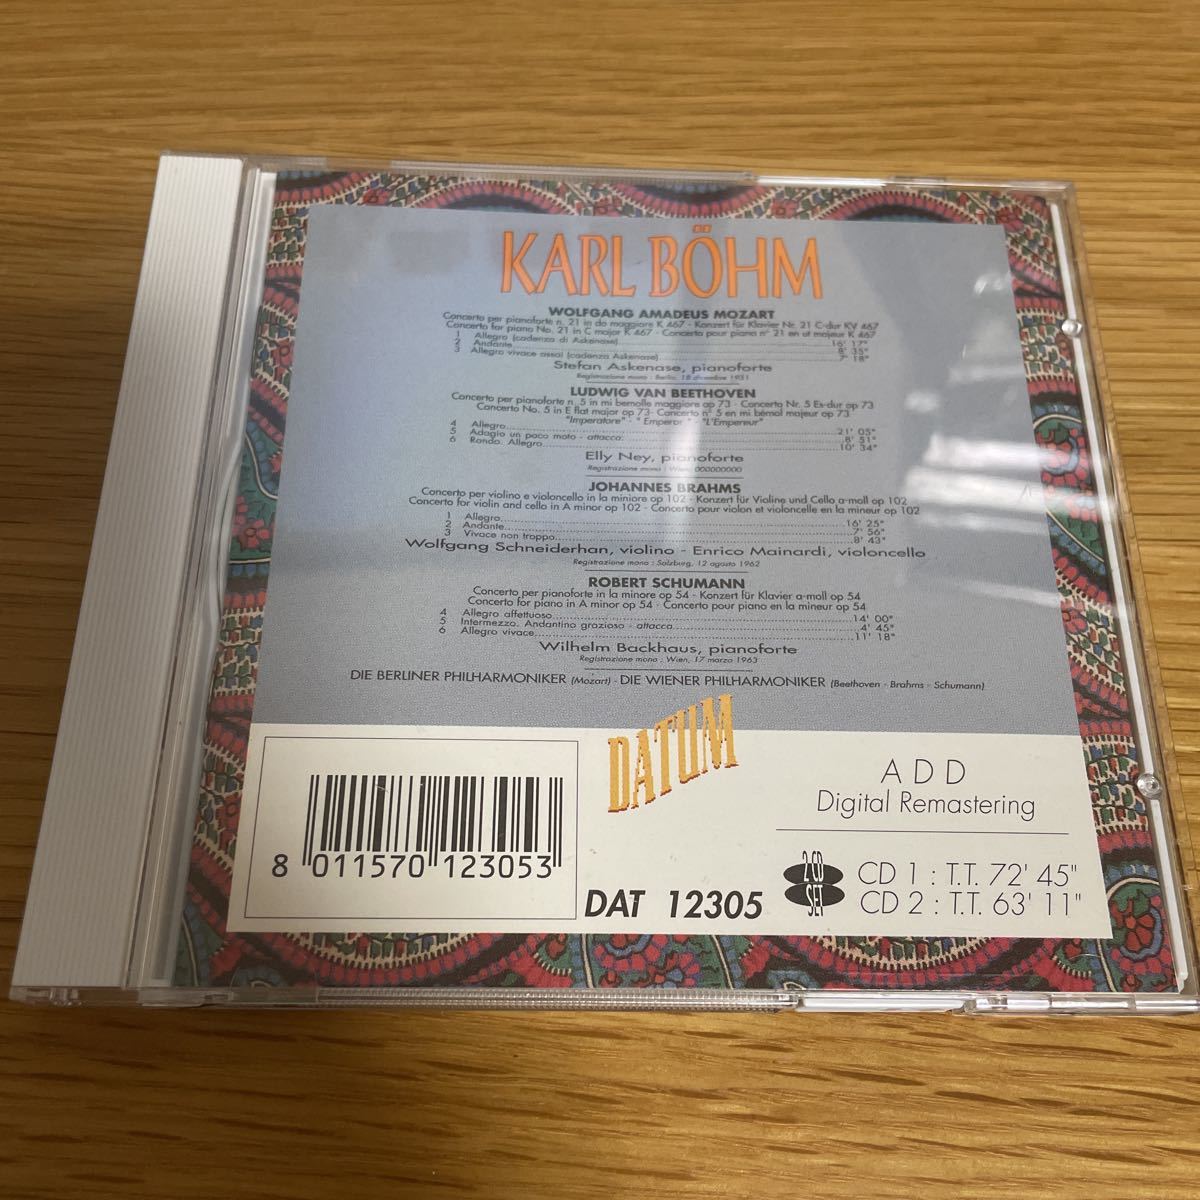 KARL BÖHM
WOLFGANG AMADEUS MOZART
Concerto per pianoforte n. 21 in do maggiore K 467 - Konzert für Klavier Nr. 21 C-dur KV 467
Concerto for piano No. 21 in C major K 467 - Concerto pour piano n° 21 en ut majeur K 467
1 Allegro (cadenza di Askenase) 16' 17"
2 Andante 8' 35"
3 Allegro vivace assai (cadenza Askenase) 7' 18"
Stefan Askenase, pianoforte
Registrazione mono : Berlin, 18 dicembre 1951
LUDWIG VAN BEETHOVEN
Concerto per pianoforte n. 5 in mi bemolle maggiore op 73 - Concerto Nr. 5 Es-dur op 73
Concerto No. 5 in E flat major op 73- Concerto n° 5 en mi bémol majeur op 73
"Imperatore" - "Emperor" - "L'Empereur"
4 Allegro 21' 05"
5 Adagio un poco moto - attacca: 8' 51"
6 Rondo. Allegro 10' 34"
Elly Ney, pianoforte
Registrazione mono : Wien, 000000000
JOHANNES BRAHMS
Concerto per violino e violoncello in la miniore op 102 - Konzert für Violine und Cello a-moll op 102
Concerto for violin and cello in A minor op 102 - Concerto pour violon et violoncelle en la mineur op 102
1 Allegro 16' 25"
2 Andante 7' 56"
3 Vivace non troppo 8' 43"
Wolfgang Schneiderhan, violino - Enrico Mainardi, violoncello
Registrazione mono : Salzburg, 12 agosto 1962
ROBERT SCHUMANN
Concerto per pianoforte in la minore op 54 - Konzert für Klavier a-moll op 54
Concerto for piano in A minor op 54 - Concerto pour piano en la mineur op 54
4 Allegro affettuoso 14' 00"
5 Intermezzo. Andantino grazioso - attacca 4' 45"
6 Allegro vivace 11' 18"
Wilhelm Backhaus, pianoforte
Registrazione mono : Wien, 17 marzo 1963
DIE BERLINER PHILHARMONIKER (Mozart) - DIE WIENER PHILHARMONIKER (Beethoven - Brahms - Schumann)
DATUM
ADD
Digital Remastering
8 011570 123053
DAT 12305
2 CD
SET
CD 1 : T.T. 72' 45"
CD 2 : T.T. 63' 11"